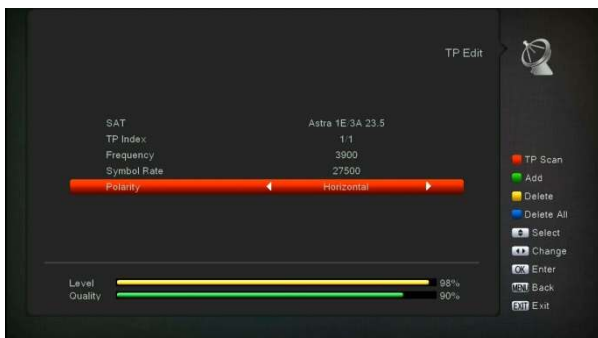 TP Edit
SAT Astra 1E/3A 23.5
TP Index 1/1
Frequency 3900
Symbol Rate 27500
Polarity Horizontal
TP Scan
Add
Delete
Delete All
Select
Change
OK Enter
MENU Back
EXIT Exit
Level 98%
Quality 90%